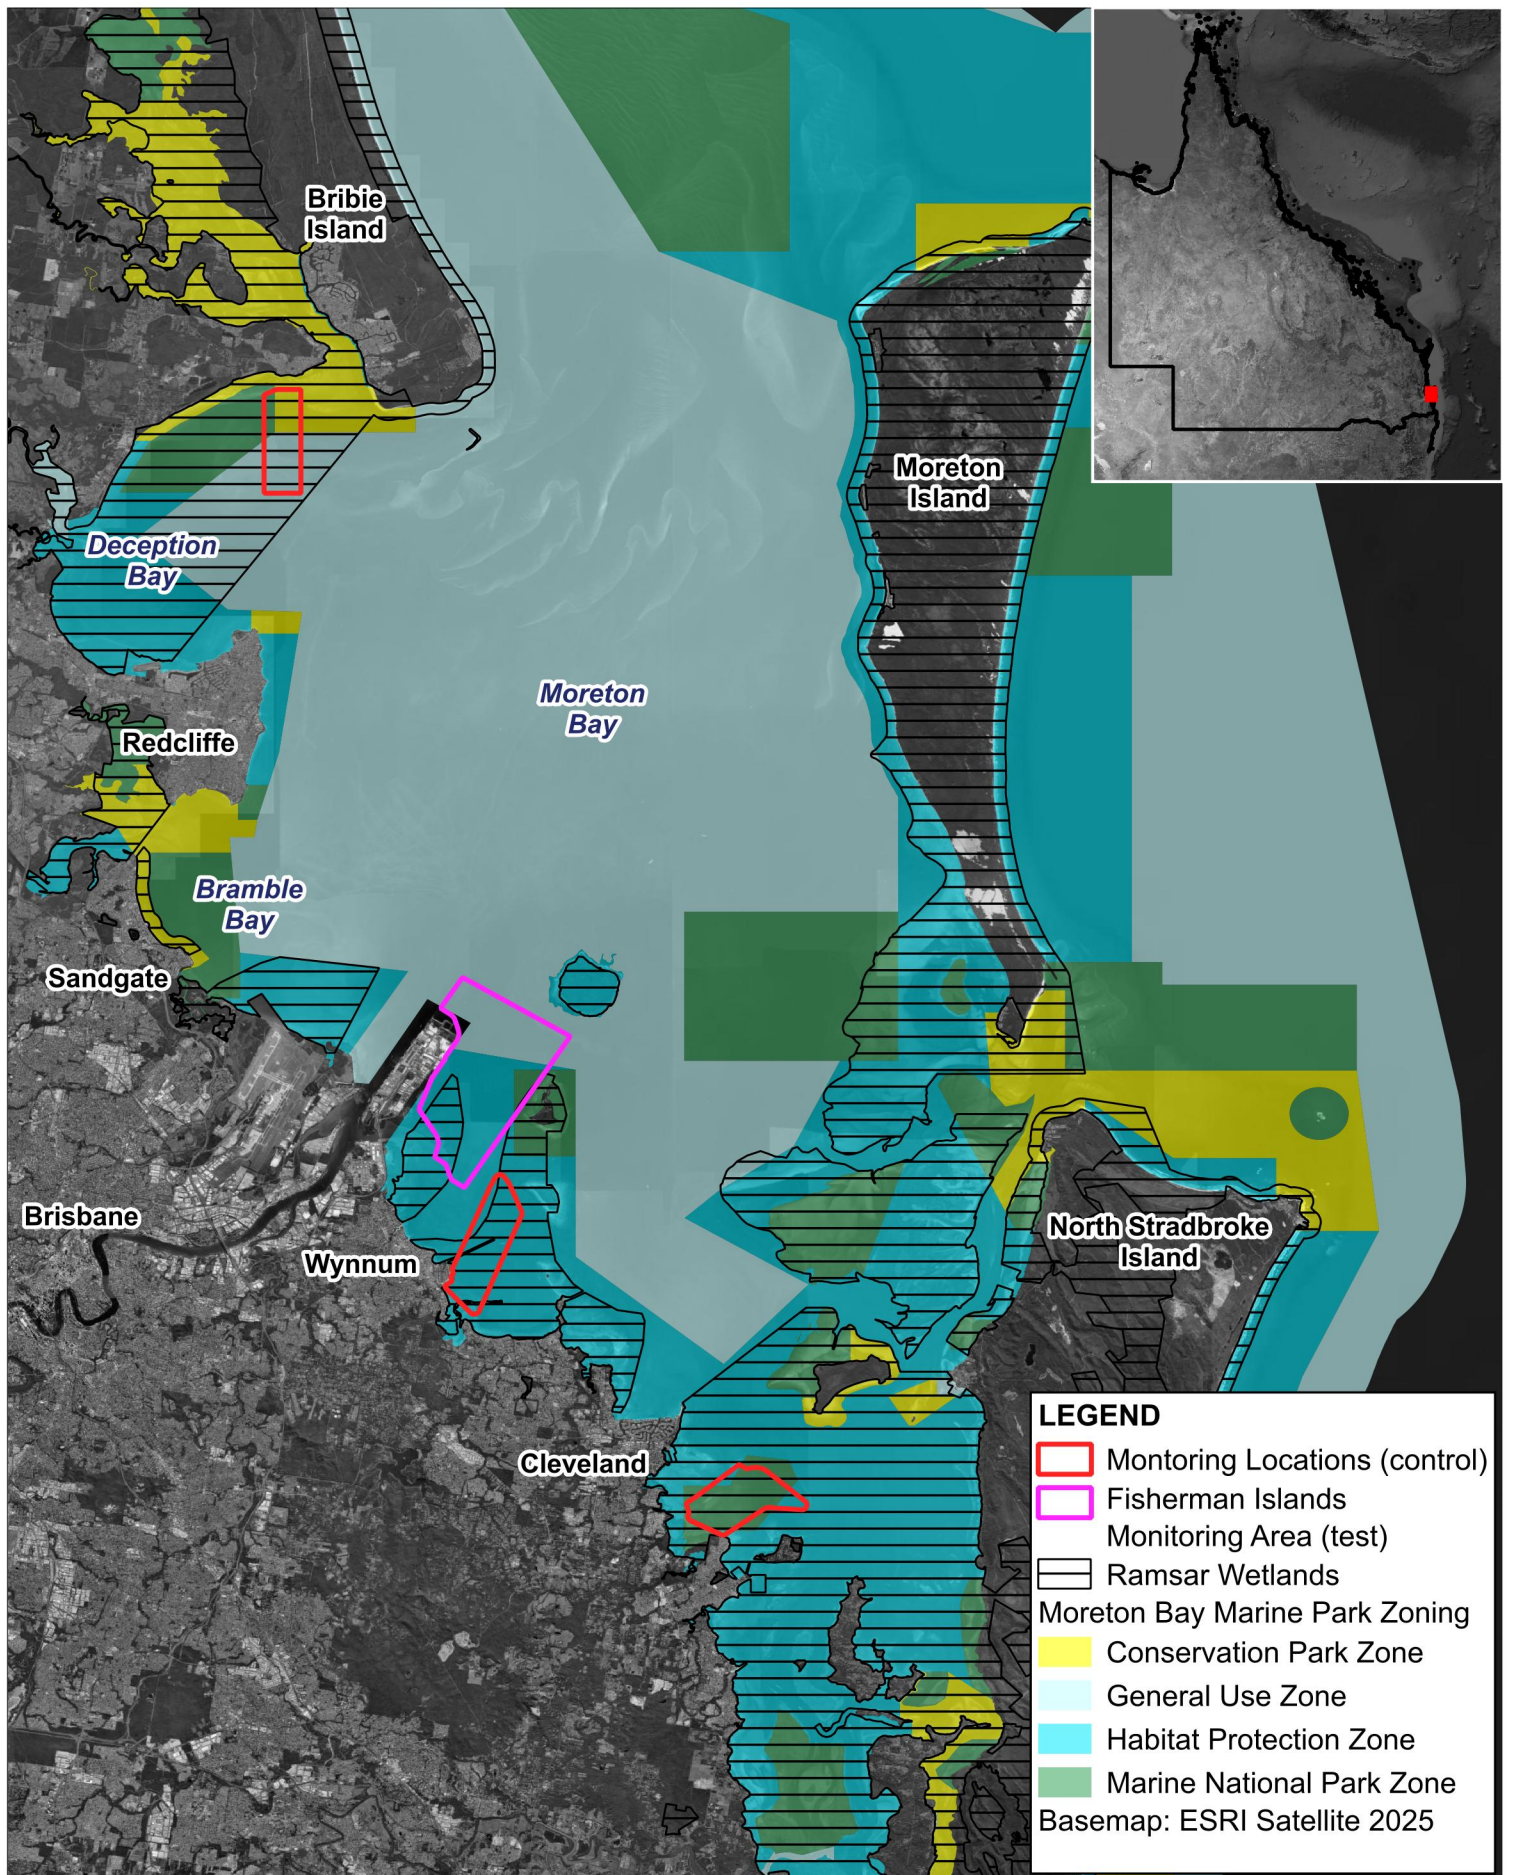 Bribie
Island
Moreton
Island
Deception
Bay
Moreton
Bay
Redcliffe
Bramble
Bay
Sandgate
Brisbane
Wynnum
North Stradbroke
Island
Cleveland
LEGEND
Montoring Locations (control)
Fisherman Islands
Monitoring Area (test)
Ramsar Wetlands
Moreton Bay Marine Park Zoning
Conservation Park Zone
General Use Zone
Habitat Protection Zone
Marine National Park Zone
Basemap: ESRI Satellite 2025